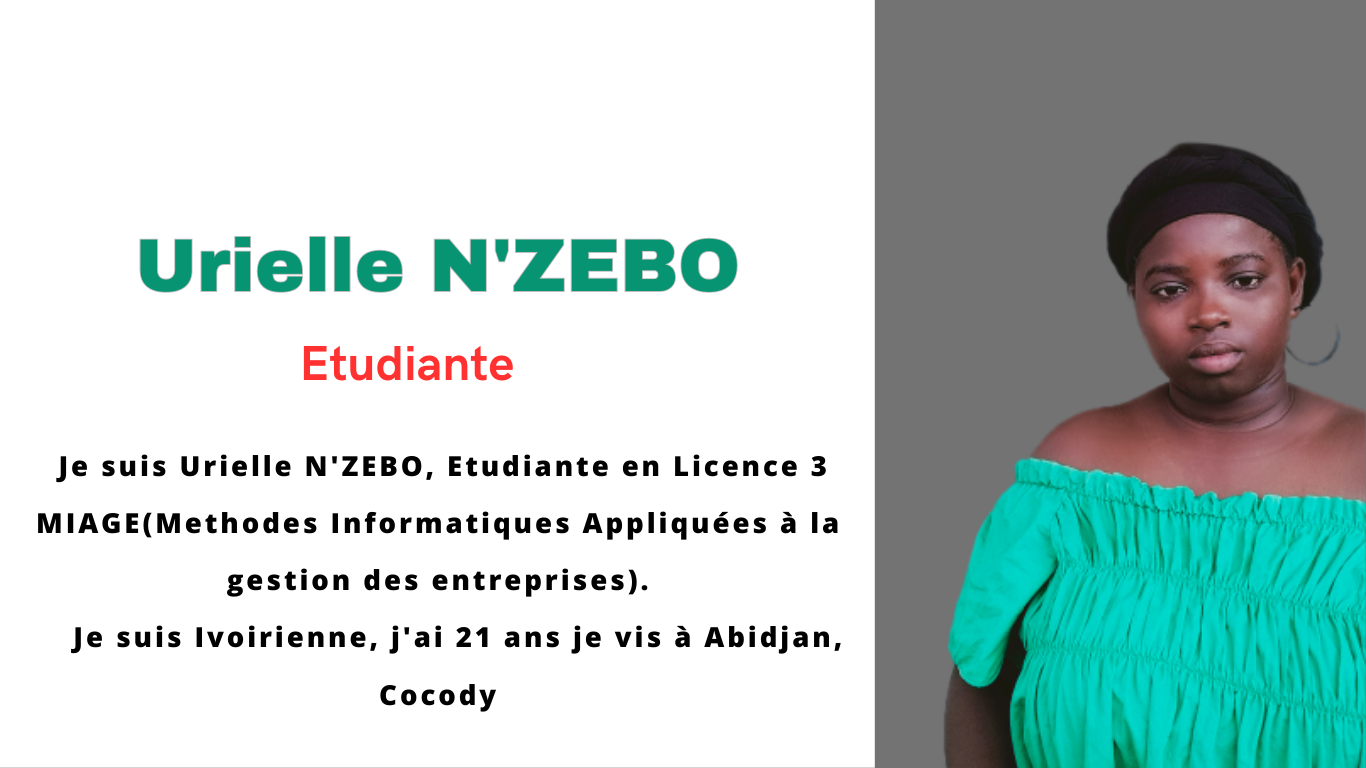 Urielle N'ZEBO
Etudiante
Je suis Urielle N'ZEBO, Etudiante en Licence 3
MIAGE(Methodes Informatiques Appliquées à la
gestion des entreprises).
Je suis Ivoirienne, j'ai 21 ans je vis à Abidjan,
Cocody